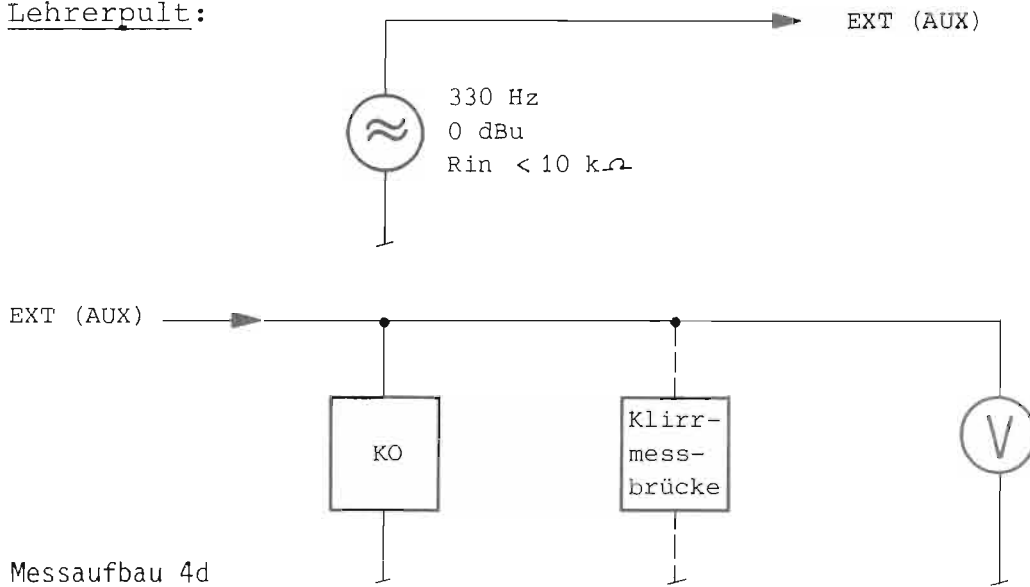 Lehrerpult:
EXT (AUX)
330 Hz
0 dBu
Rin < 10 kΩ
EXT (AUX)
KO
Klirr-
mess-
brücke
V
Messaufbau 4d